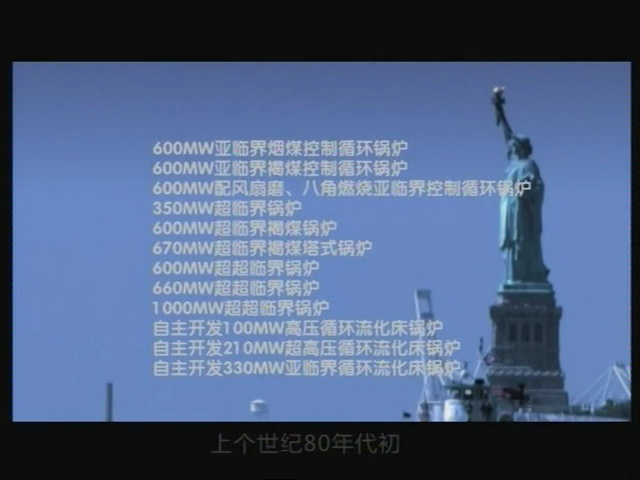 600MW亚临界烟煤控制循环锅炉
600MW亚临界褐煤控制循环锅炉
600MW配风扇磨、八角燃烧亚临界控制循环锅炉
350MW超临界锅炉
600MW超临界褐煤锅炉
670MW超临界褐煤塔式锅炉
600MW超超临界锅炉
660MW超超临界锅炉
1000MW超超临界锅炉
自主开发100MW高压循环流化床锅炉
自主开发210MW超高压循环流化床锅炉
自主开发330MW亚临界循环流化床锅炉
上个世纪80年代初